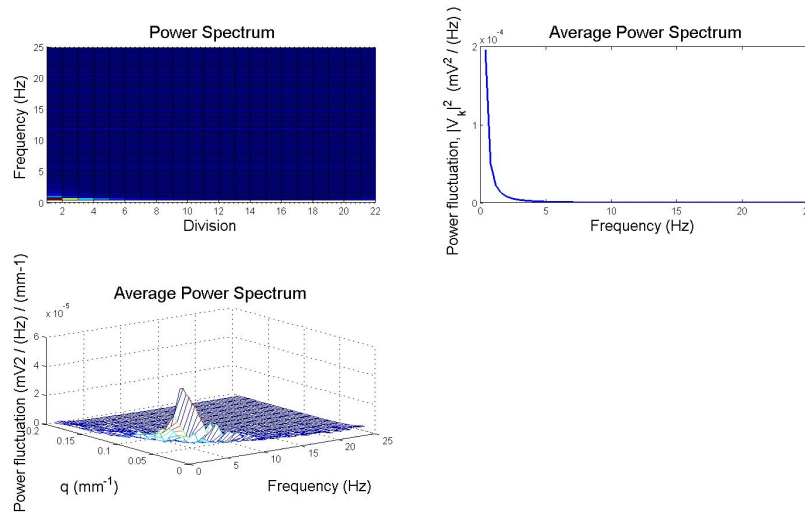 Power Spectrum
Frequency (Hz)
25
20
15
10
5
0
2 4 6 8 10 12 14 16 18 20 22
Division
Average Power Spectrum
x 10⁻⁴
Power fluctuation, |V_k|² (mV² / (Hz) )
2
1
0
0 5 10 15 20 25
Frequency (Hz)
Average Power Spectrum
x 10⁻⁵
Power fluctuation (mV2 / (Hz) / (mm-1)
6
4
2
0
0.2 0.15 0.1 0.05 0
q (mm⁻¹)
0 5 10 15 20 25
Frequency (Hz)